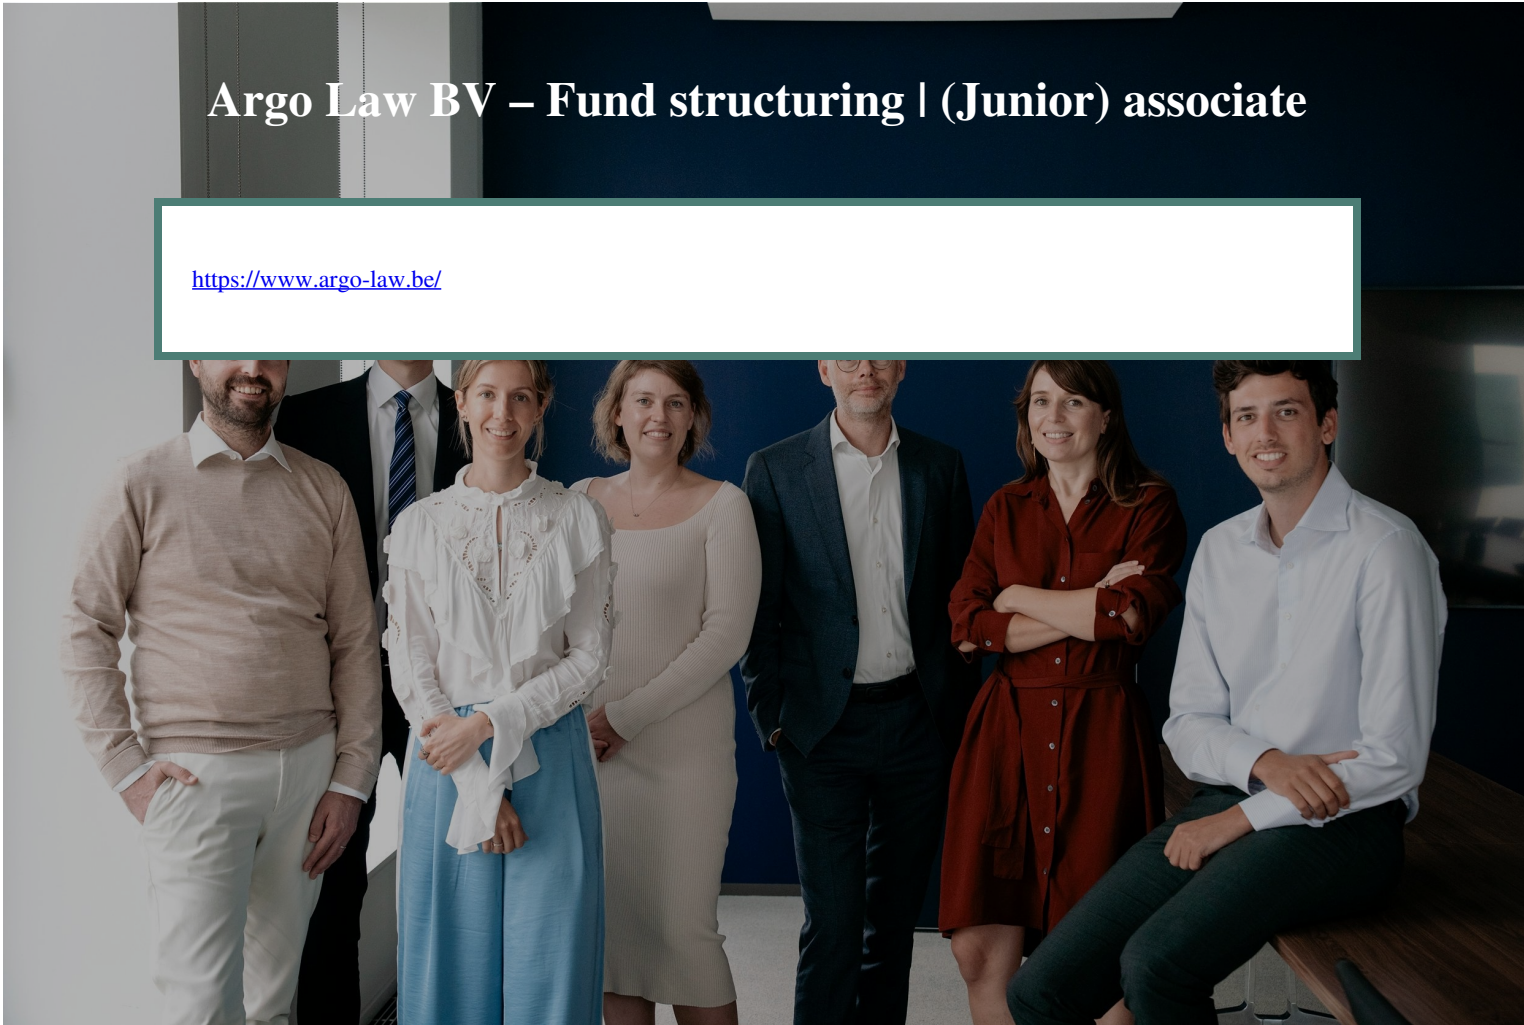 Argo Law BV – Fund structuring | (Junior) associate
https://www.argo-law.be/